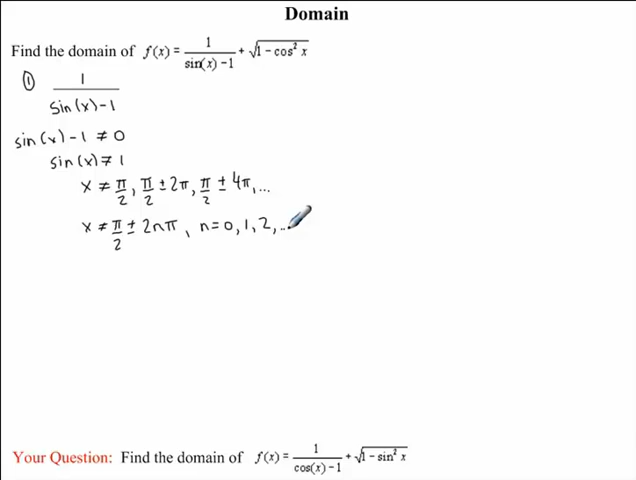 Domain
Find the domain of f(x) = 1/(sin(x) − 1) + √(1 − cos² x)
① 1/(sin(x) − 1)
sin(x) − 1 ≠ 0
sin(x) ≠ 1
x ≠ π/2, π/2 ± 2π, π/2 ± 4π, ...
x ≠ π/2 ± 2nπ, n = 0, 1, 2, ...
Your Question: Find the domain of f(x) = 1/(cos(x) − 1) + √(1 − sin² x)